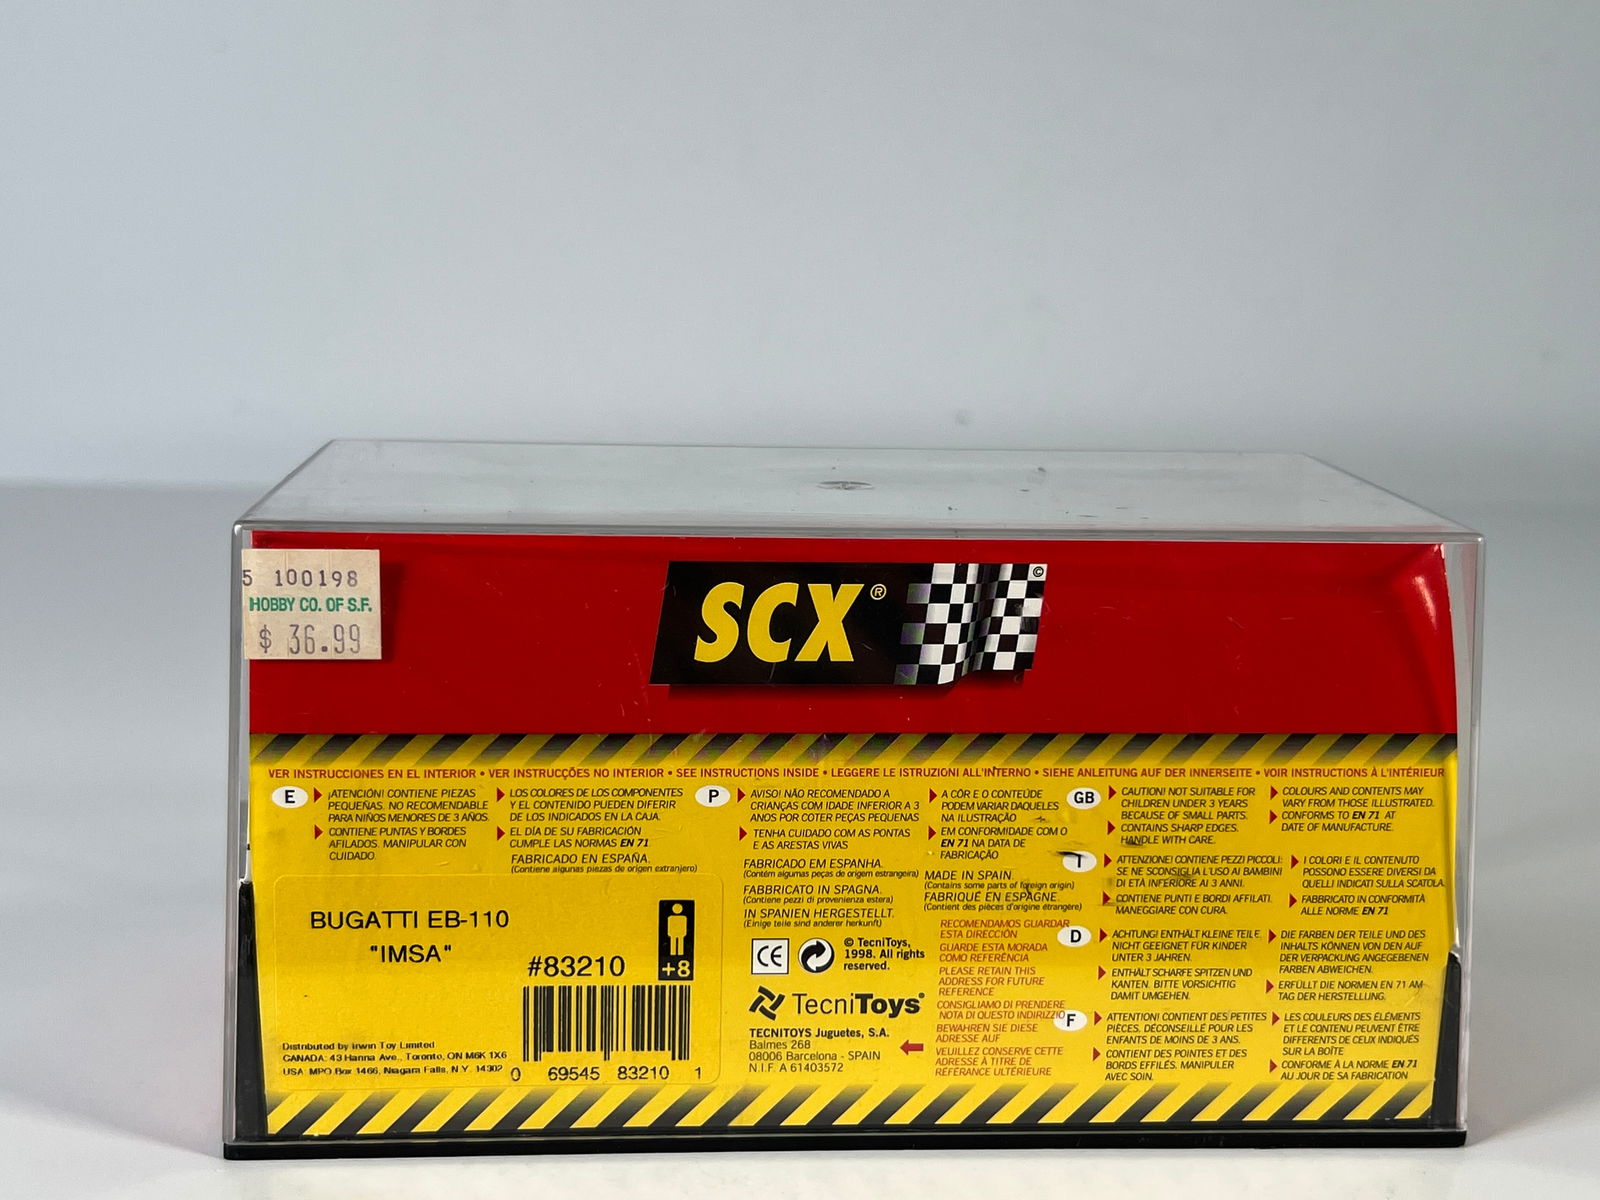 5 100198
HOBBY CO. OF S.F.
$ 36.99
SCX®
©
VER INSTRUCCIONES EN EL INTERIOR • VER INSTRUCÇÕES NO INTERIOR • SEE INSTRUCTIONS INSIDE • LEGGERE LE ISTRUZIONI ALL'INTERNO • SIEHE ANLEITUNG AUF DER INNERSEITE • VOIR INSTRUCTIONS À L'INTÉRIEUR
E
¡ATENCIÓN! CONTIENE PIEZAS
PEQUEÑAS. NO RECOMENDABLE
PARA NIÑOS MENORES DE 3 AÑOS.
CONTIENE PUNTAS Y BORDES
AFILADOS. MANIPULAR CON
CUIDADO.
LOS COLORES DE LOS COMPONENTES
Y EL CONTENIDO PUEDEN DIFERIR
DE LOS INDICADOS EN LA CAJA.
EL DÍA DE SU FABRICACIÓN
CUMPLE LAS NORMAS EN 71
FABRICADO EN ESPAÑA.
(Contiene algunas piezas de origen extranjero)
P
AVISO! NÃO RECOMENDADO A
CRIANÇAS COM IDADE INFERIOR A 3
ANOS POR COTER PEÇAS PEQUENAS
TENHA CUIDADO COM AS PONTAS
E AS ARESTAS VIVAS
A CÔR E O CONTEÚDE
PODEM VARIAR DAQUELES
NA ILUSTRAÇÃO
EM CONFORMIDADE COM O
EN 71 NA DATA DE
FABRICAÇÃO
FABRICADO EM ESPANHA.
(Contém algumas peças de origem estrangeira)
FABBRICATO IN SPAGNA.
(Contiene pezzi di provenienza estera)
IN SPANIEN HERGESTELLT.
(Einige teile sind anderer herkunft)
MADE IN SPAIN.
(Contains some parts of foreign origin)
FABRIQUÉ EN ESPAGNE.
(Contient des pièces d'origine étrangère)
GB
CAUTION! NOT SUITABLE FOR
CHILDREN UNDER 3 YEARS
BECAUSE OF SMALL PARTS.
CONTAINS SHARP EDGES.
HANDLE WITH CARE.
COLOURS AND CONTENTS MAY
VARY FROM THOSE ILLUSTRATED.
CONFORMS TO EN 71 AT
DATE OF MANUFACTURE.
I
ATTENZIONE! CONTIENE PEZZI PICCOLI:
SE NE SCONSIGLIA L'USO AI BAMBINI
DI ETÀ INFERIORE AI 3 ANNI.
CONTIENE PUNTI E BORDI AFFILATI.
MANEGGIARE CON CURA.
I COLORI E IL CONTENUTO
POSSONO ESSERE DIVERSI DA
QUELLI INDICATI SULLA SCATOLA.
FABBRICATO IN CONFORMITÀ
ALLE NORME EN 71
D
ACHTUNG! ENTHÄLT KLEINE TEILE.
NICHT GEEIGNET FÜR KINDER
UNTER 3 JAHREN.
ENTHÄLT SCHARFE SPITZEN UND
KANTEN. BITTE VORSICHTIG
DAMIT UMGEHEN.
DIE FARBEN DER TEILE UND DES
INHALTS KÖNNEN VON DEN AUF
DER VERPACKUNG ANGEGEBENEN
FARBEN ABWEICHEN.
ERFÜLLT DIE NORMEN EN 71 AM
TAG DER HERSTELLUNG.
F
ATTENTION! CONTIENT DES PETITES
PIÈCES, DÉCONSEILLÉ POUR LES
ENFANTS DE MOINS DE 3 ANS.
CONTIENT DES POINTES ET DES
BORDS EFFILÉS. MANIPULER
AVEC SOIN.
LES COULEURS DES ÉLÉMENTS
ET LE CONTENU PEUVENT ÊTRE
DIFFERENTS DE CEUX INDIQUÉS
SUR LA BOÎTE
CONFORME À LA NORME EN 71
AU JOUR DE SA FABRICATION
RECOMENDAMOS GUARDAR
ESTA DIRECCIÓN
GUARDE ESTA MORADA
COMO REFERÊNCIA
PLEASE RETAIN THIS
ADDRESS FOR FUTURE
REFERENCE
CONSIGLIAMO DI PRENDERE
NOTA DI QUESTO INDIRIZZIO
BEWAHREN SIE DIESE
ADRESSE AUF
VEUILLEZ CONSERVE CETTE
ADRESSE À TITRE DE
RÉFÉRANCE ULTÉRIEURE
CE
© TecniToys,
1998. All rights
reserved.
TecniToys®
TECNITOYS Juguetes, S.A.
Balmes 268
08006 Barcelona - SPAIN
N.I.F. A 61403572
BUGATTI EB-110
"IMSA"
#83210
+8
Distributed by Irwin Toy Limited
CANADA: 43 Hanna Ave., Toronto, ON M6K 1X6
USA: MPO Box 1466, Niagara Falls, N.Y. 14302
0 69545 83210 1